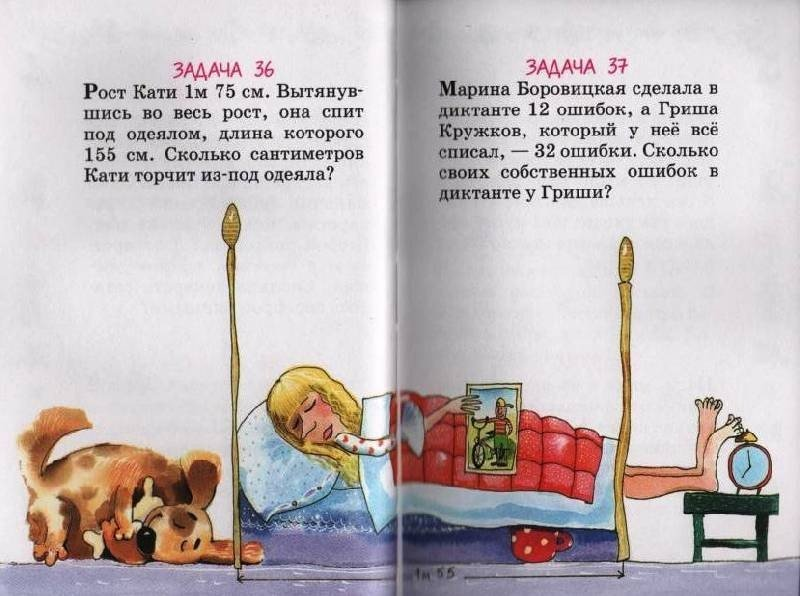 ЗАДАЧА 36
Рост Кати 1м 75 см. Вытянув-
шись во весь рост, она спит
под одеялом, длина которого
155 см. Сколько сантиметров
Кати торчит из-под одеяла?
ЗАДАЧА 37
Марина Боровицкая сделала в
диктанте 12 ошибок, а Гриша
Кружков, который у неё всё
списал, — 32 ошибки. Сколько
своих собственных ошибок в
диктанте у Гриши?
1м 55